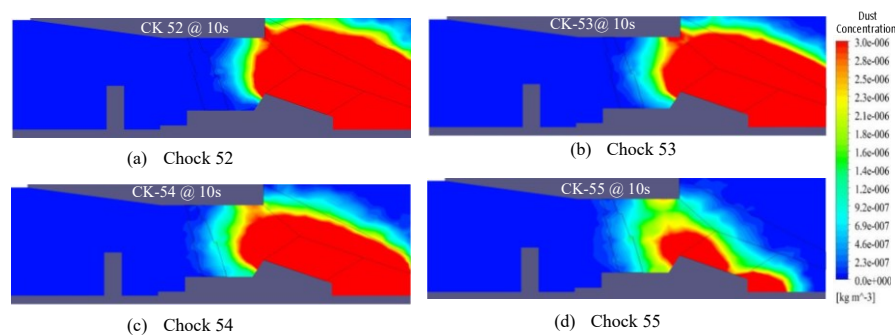 CK 52 @ 10s
(a) Chock 52
CK-53@ 10s
(b) Chock 53
CK-54 @ 10s
(c) Chock 54
CK-55 @ 10s
(d) Chock 55
Dust
Concentration
3.0e-006
2.8e-006
2.5e-006
2.3e-006
2.1e-006
1.8e-006
1.6e-006
1.4e-006
1.2e-006
9.2e-007
6.9e-007
4.6e-007
2.3e-007
0.0e+000
[kg m^-3]